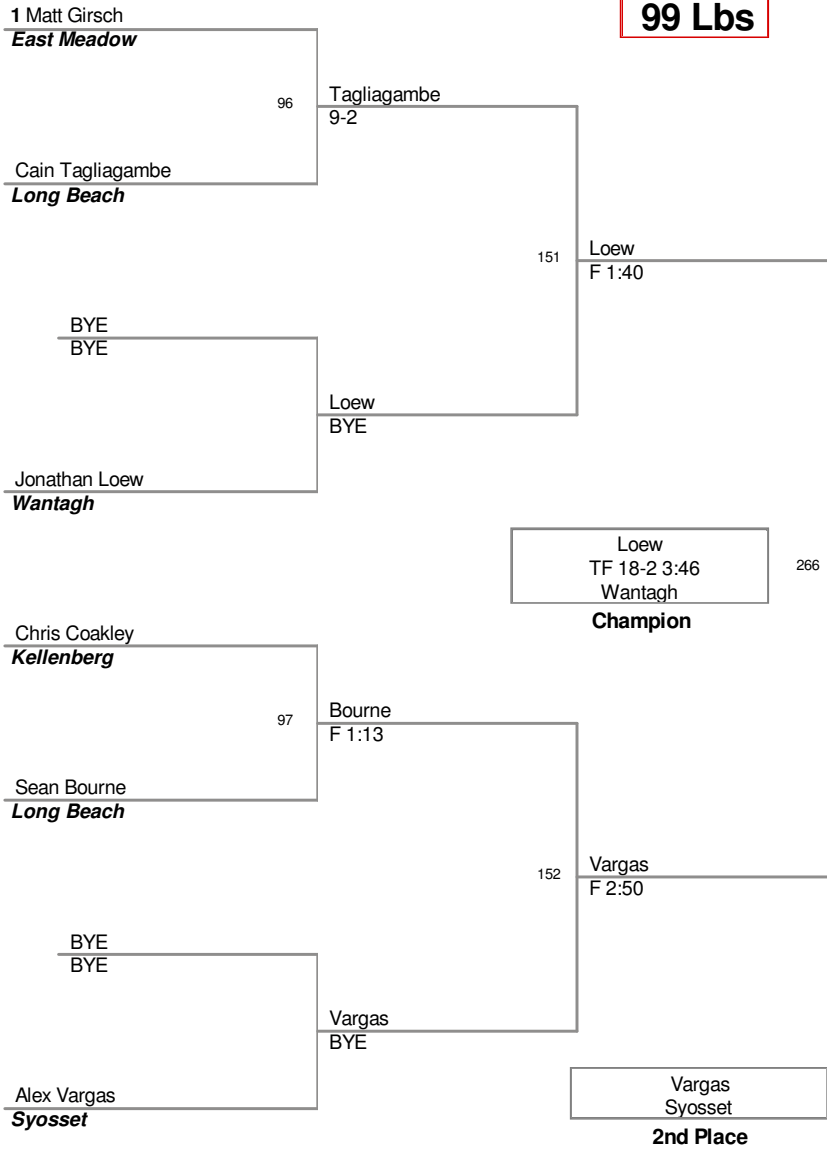 1 Matt Girsch
99 Lbs
East Meadow
96
Tagliagambe
9-2
Cain Tagliagambe
Long Beach
151
Loew
F 1:40
BYE
BYE
Loew
BYE
Jonathan Loew
Wantagh
Loew
TF 18-2 3:46
Wantagh
266
Champion
Chris Coakley
Kellenberg
97
Bourne
F 1:13
Sean Bourne
Long Beach
152
Vargas
F 2:50
BYE
BYE
Vargas
BYE
Alex Vargas
Syosset
Vargas
Syosset
2nd Place